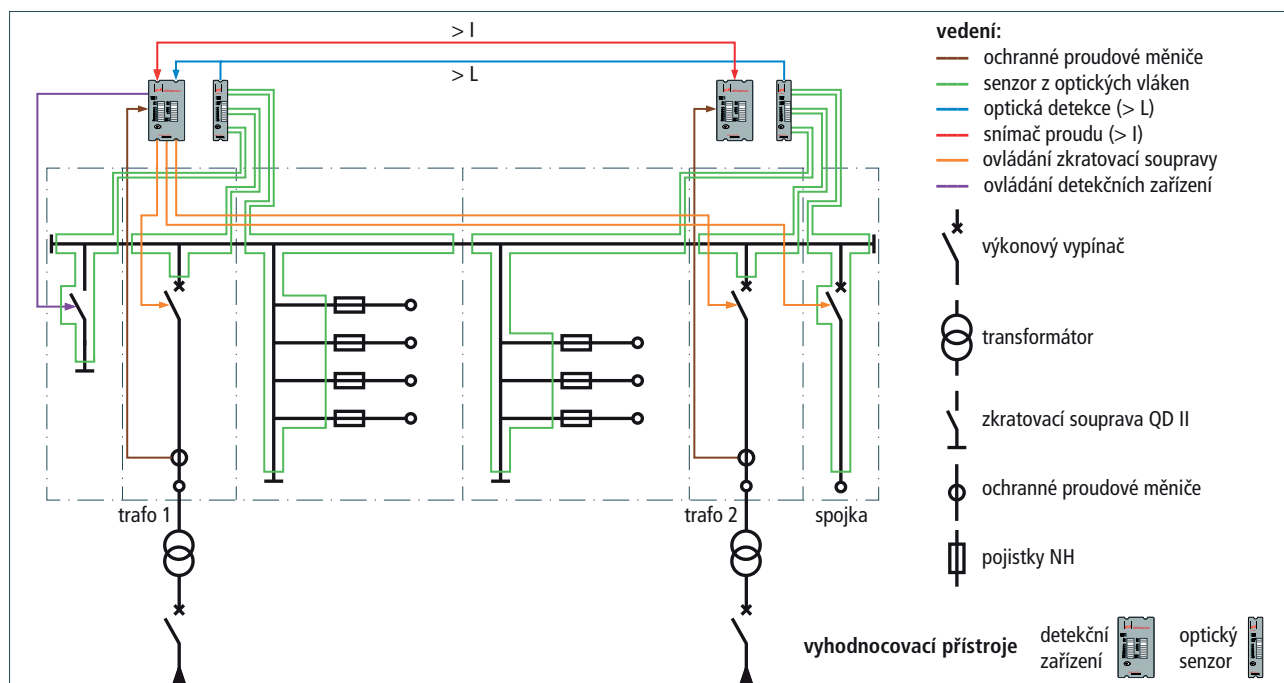 > I
> L
vedení:
ochranné proudové měniče
senzor z optických vláken
optická detekce (> L)
snímač proudu (> I)
ovládání zkratovací soupravy
ovládání detekčních zařízení
výkonový vypínač
transformátor
zkratovací souprava QD II
ochranné proudové měniče
pojistky NH
trafo 1
trafo 2
spojka
vyhodnocovací přístroje
detekční
zařízení
optický
senzor